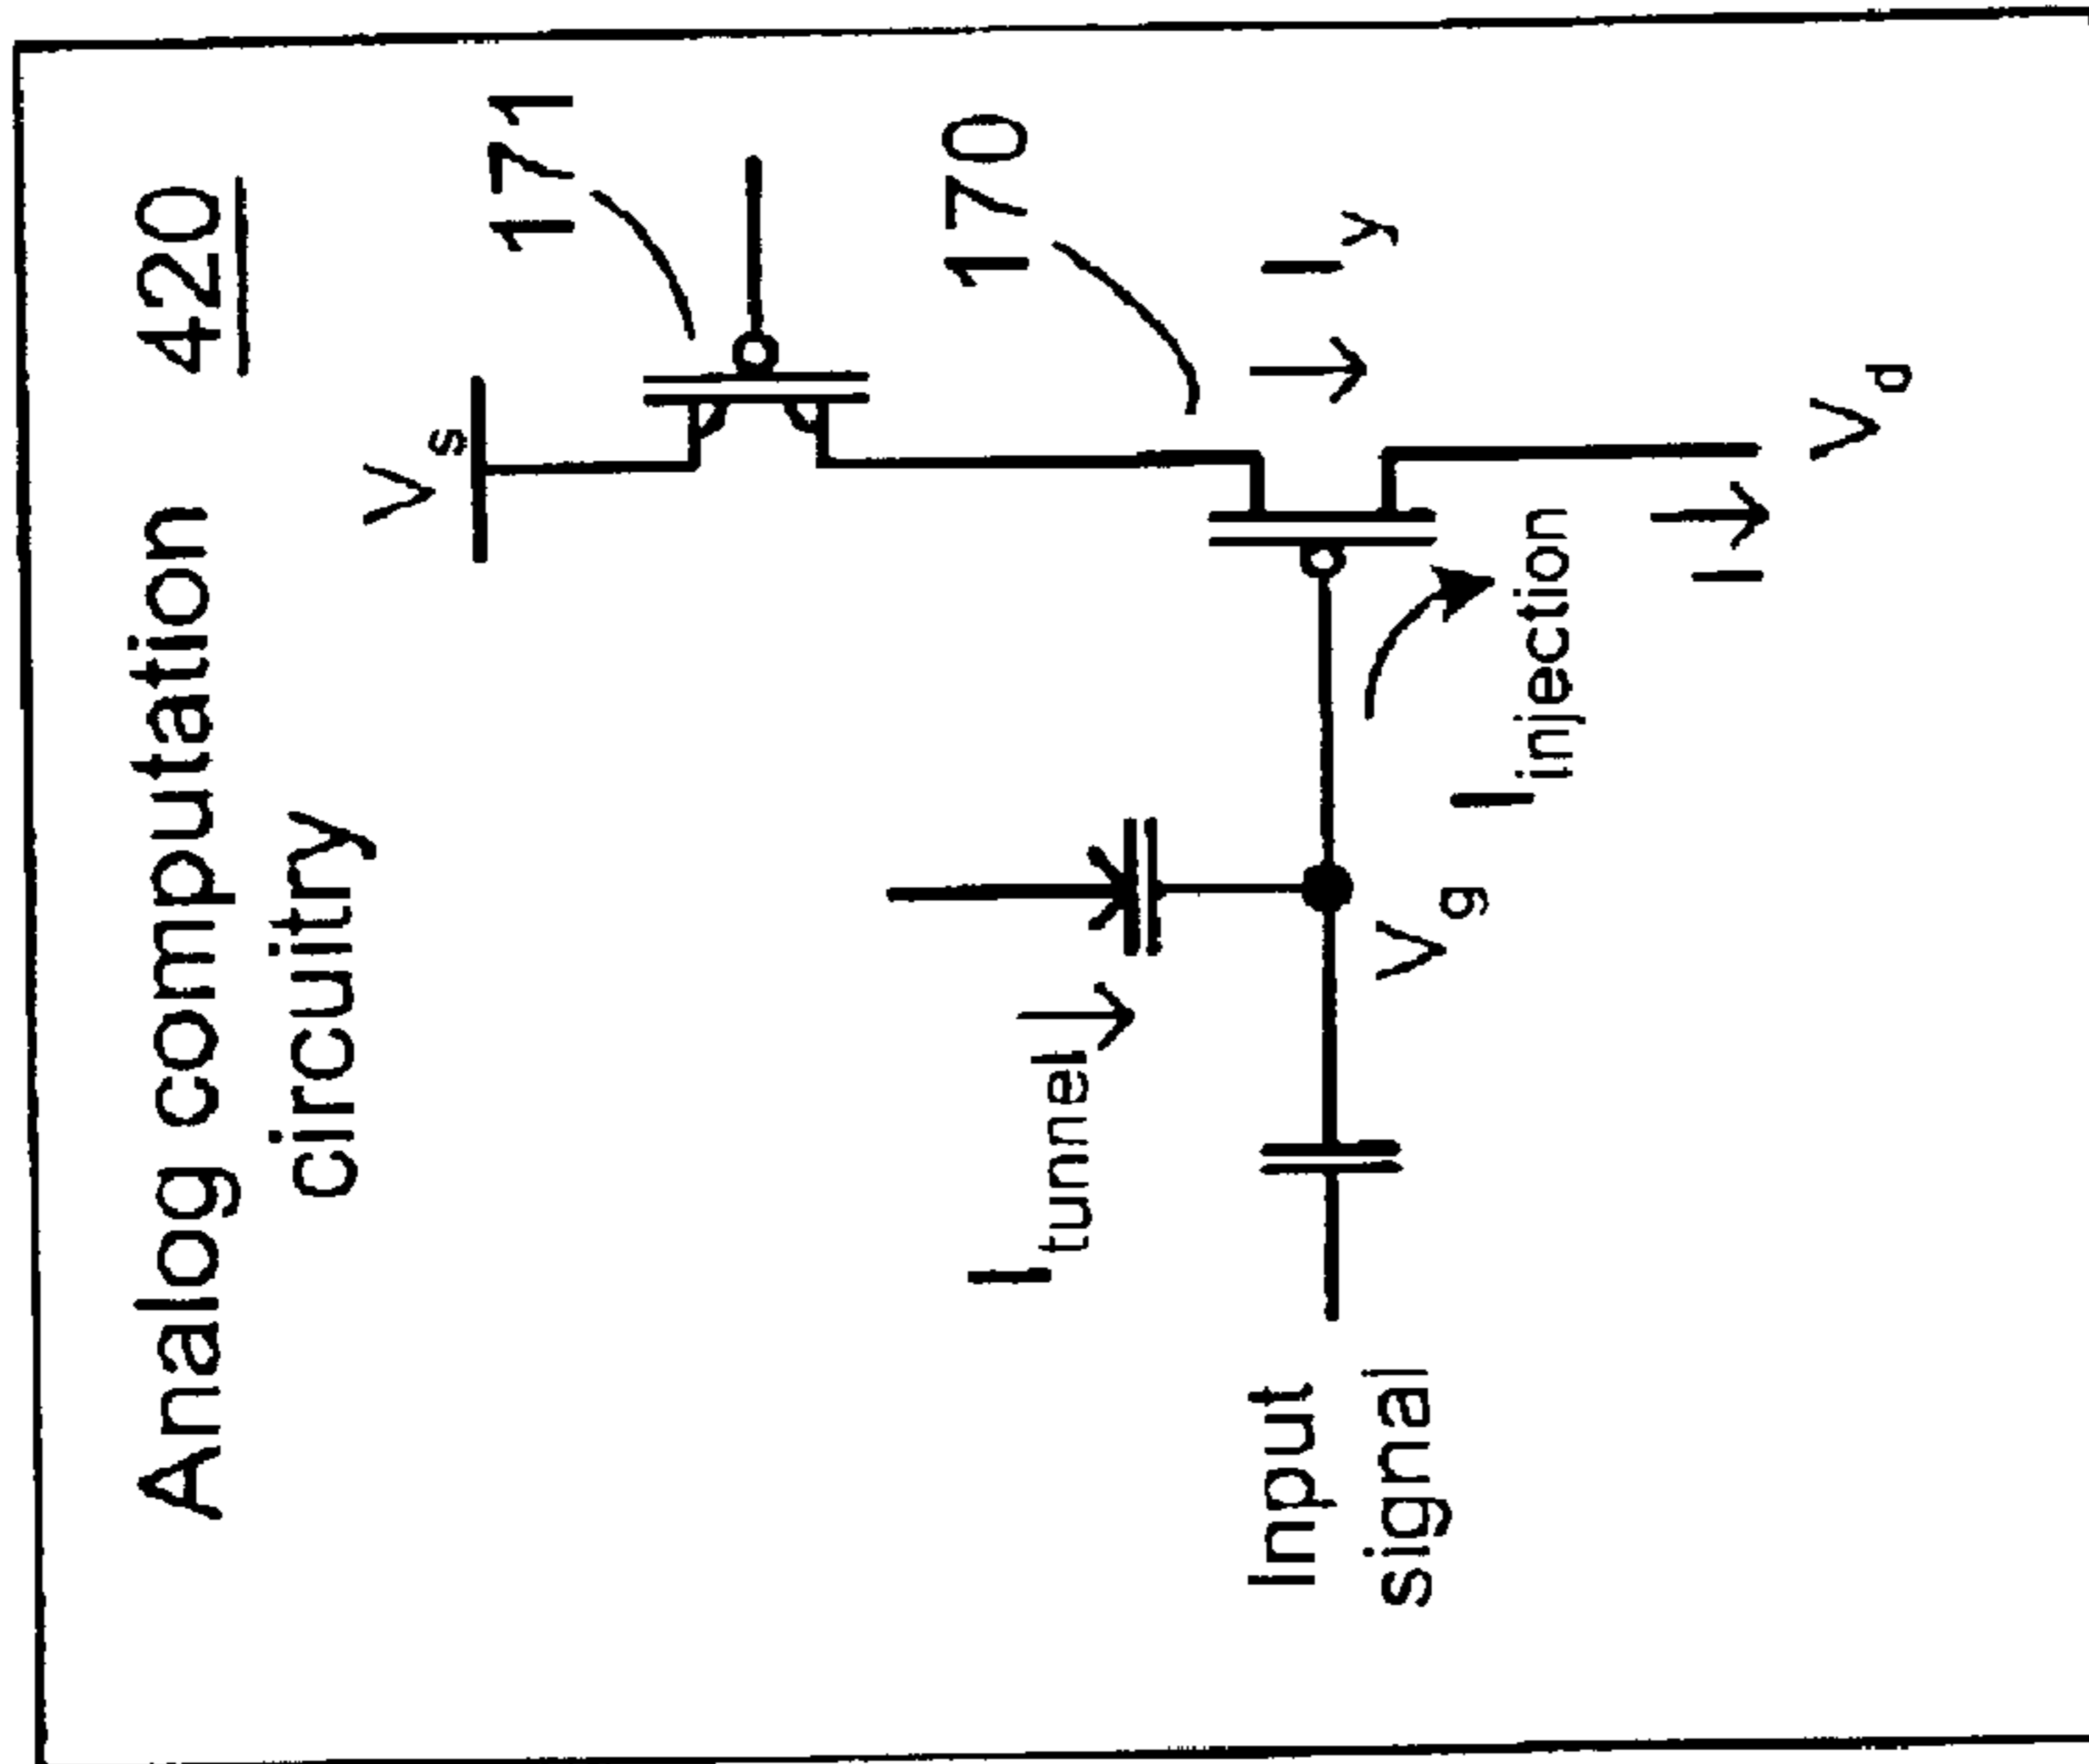 Analog computation 420
circuitry
Vs
171
170
Itunnel
Iy
Input
signal
Vg
Iinjection
I
Vd